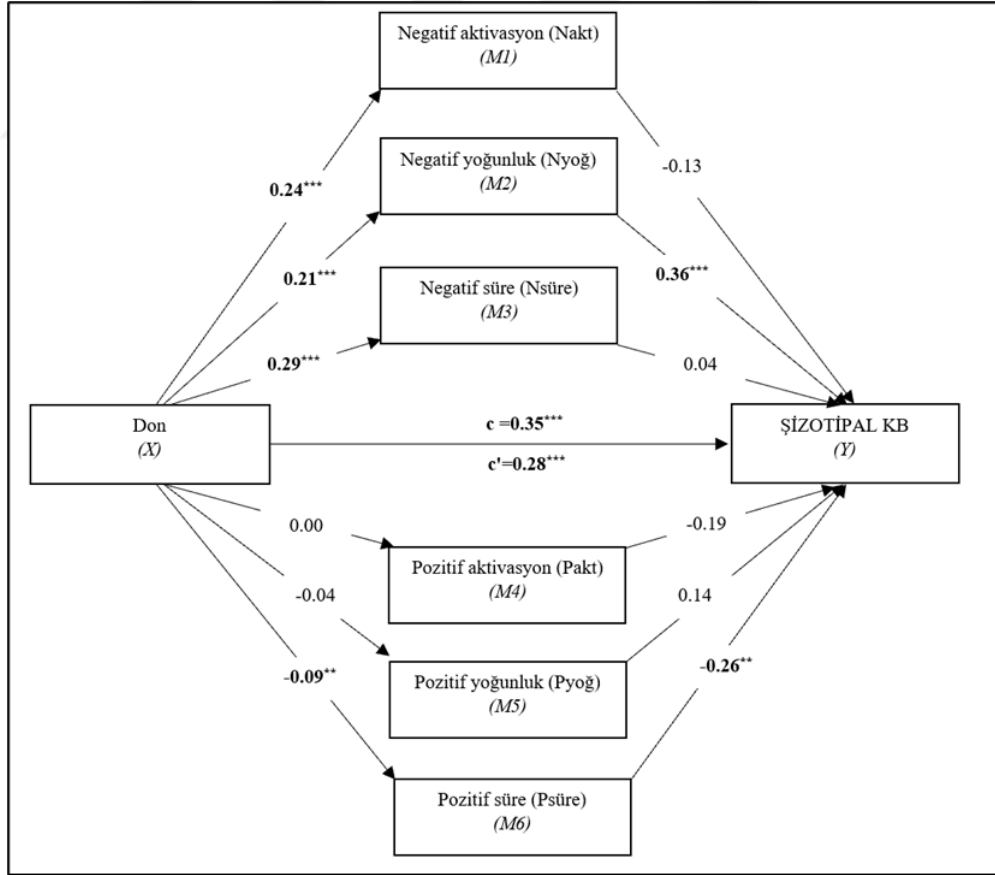 Negatif aktivasyon (Nakt)
(M1)
Negatif yoğunluk (Nyoğ)
(M2)
-0.13
0.24***
0.21***
Negatif süre (Nsüre)
(M3)
0.36***
0.29***
0.04
Don
(X)
c =0.35***
c'=0.28***
ŞİZOTİPAL KB
(Y)
0.00
-0.19
Pozitif aktivasyon (Pakt)
(M4)
-0.04
0.14
-0.09**
Pozitif yoğunluk (Pyoğ)
(M5)
-0.26**
Pozitif süre (Psüre)
(M6)